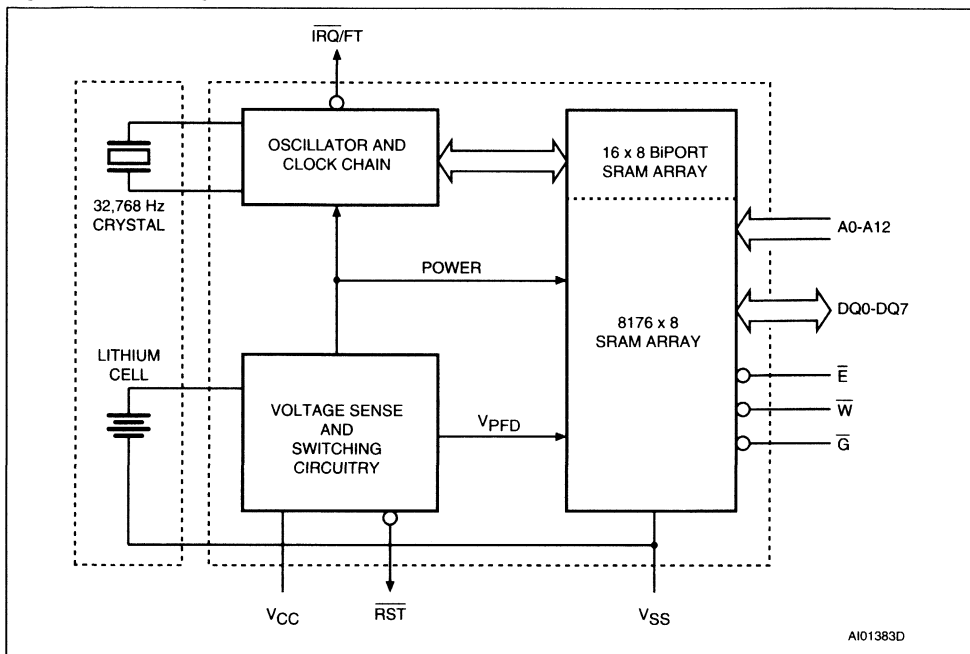 IRQ/FT
OSCILLATOR AND
CLOCK CHAIN
16 x 8 BiPORT
SRAM ARRAY
32,768 Hz
CRYSTAL
A0-A12
POWER
DQ0-DQ7
8176 x 8
SRAM ARRAY
LITHIUM
CELL
VOLTAGE SENSE
AND
SWITCHING
CIRCUITRY
VPFD
E
W
G
VCC
RST
VSS
AI01383D